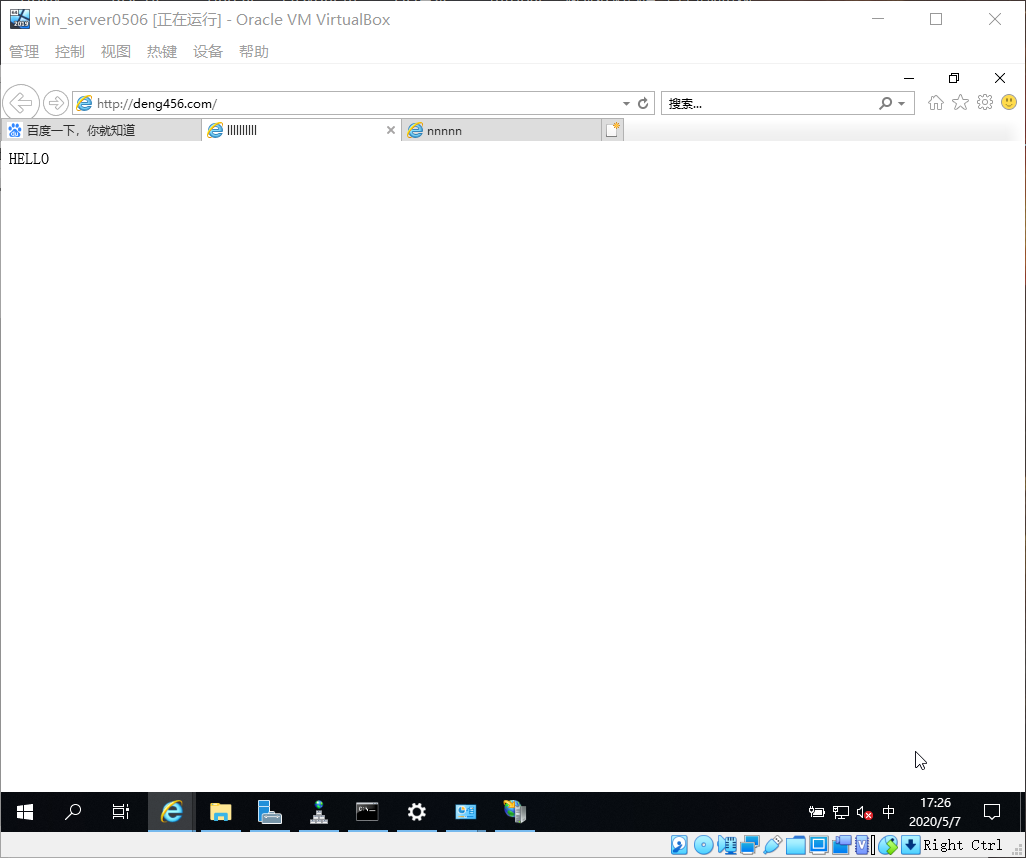 win_server0506 [正在运行] - Oracle VM VirtualBox
管理 控制 视图 热键 设备 帮助
http://deng456.com/ 搜索...
百度一下，你就知道 llllllllll nnnnn
HELLO
中 17:26
2020/5/7
Right Ctrl